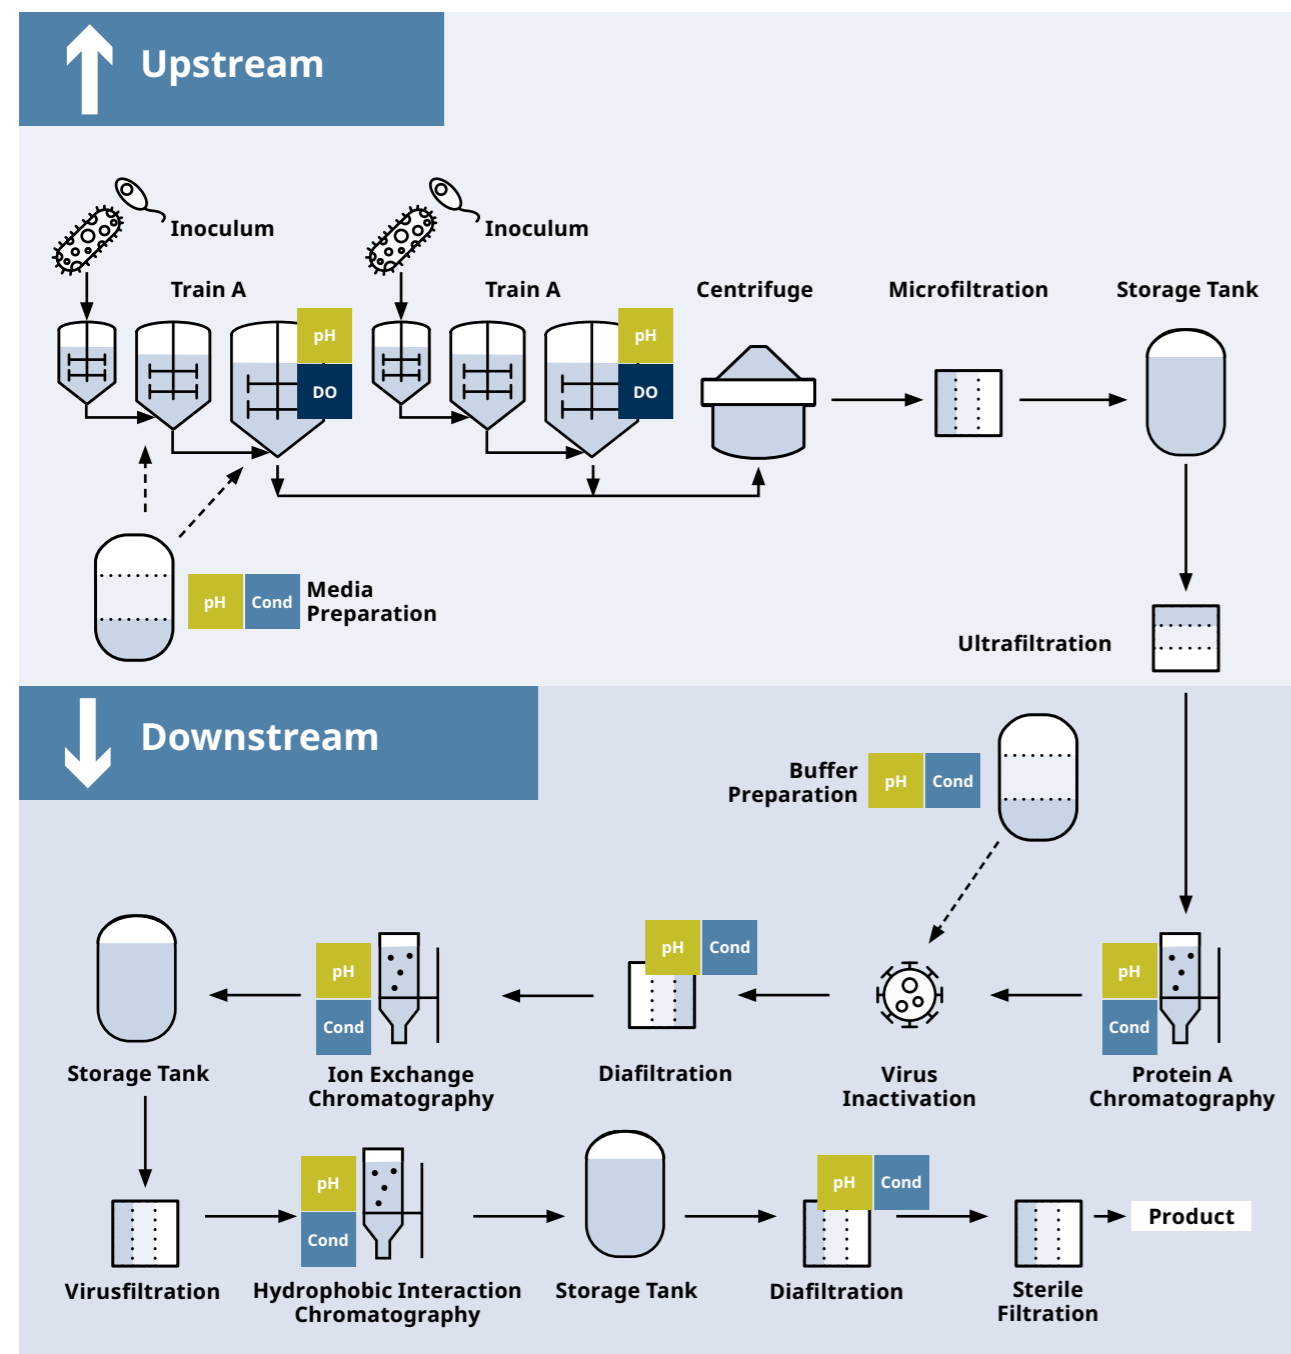 Upstream
Inoculum
Inoculum
Train A
Train A
Centrifuge
Microfiltration
Storage Tank
pH
DO
pH
DO
pH
Cond
Media
Preparation
Ultrafiltration
Downstream
Buffer
Preparation
pH
Cond
pH
Cond
pH
Cond
pH
Cond
Storage Tank
Ion Exchange
Chromatography
Diafiltration
Virus
Inactivation
Protein A
Chromatography
pH
Cond
pH
Cond
Product
Virusfiltration
Hydrophobic Interaction
Chromatography
Storage Tank
Diafiltration
Sterile
Filtration